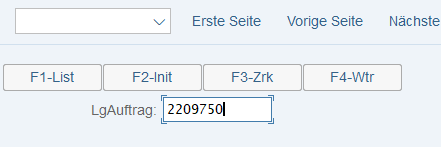 Erste Seite Vorige Seite Nächste
F1-List F2-Init F3-Zrk F4-Wtr
LgAuftrag: 2209750